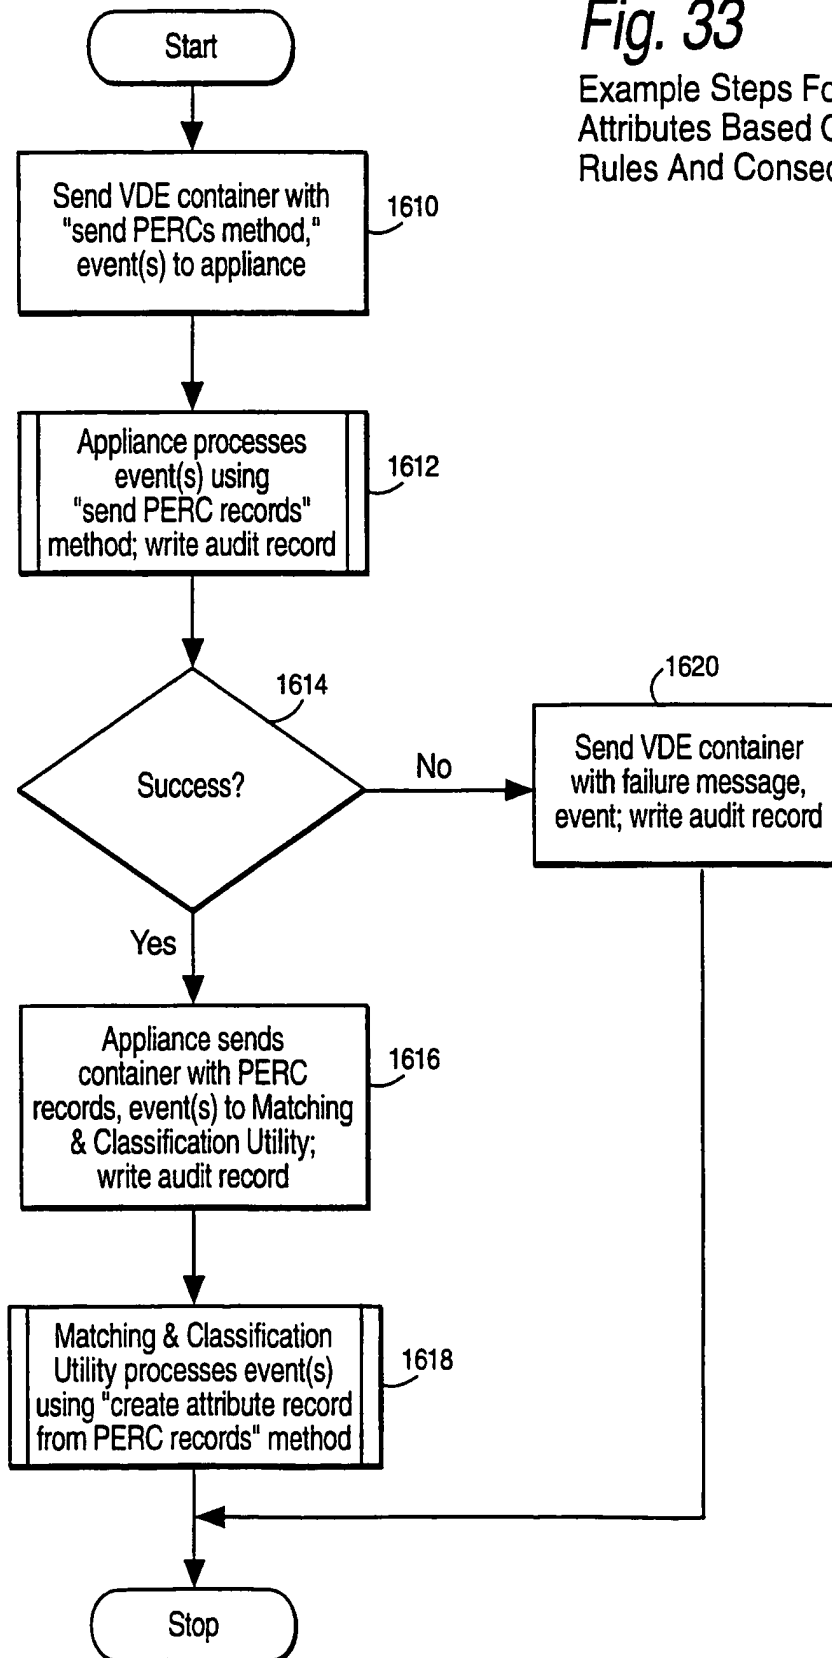 Fig. 33
Example Steps
Attributes Based
Rules And
Start
Send VDE container with
"send PERCs method,"
event(s) to appliance
1610
Appliance processes
event(s) using
"send PERC records"
method; write audit record
1612
1614
Success?
No
1620
Send VDE container
with failure message,
event; write audit record
Yes
Appliance sends
container with PERC
records, event(s) to Matching
& Classification Utility;
write audit record
1616
Matching & Classification
Utility processes event(s)
using "create attribute record
from PERC records" method
1618
Stop